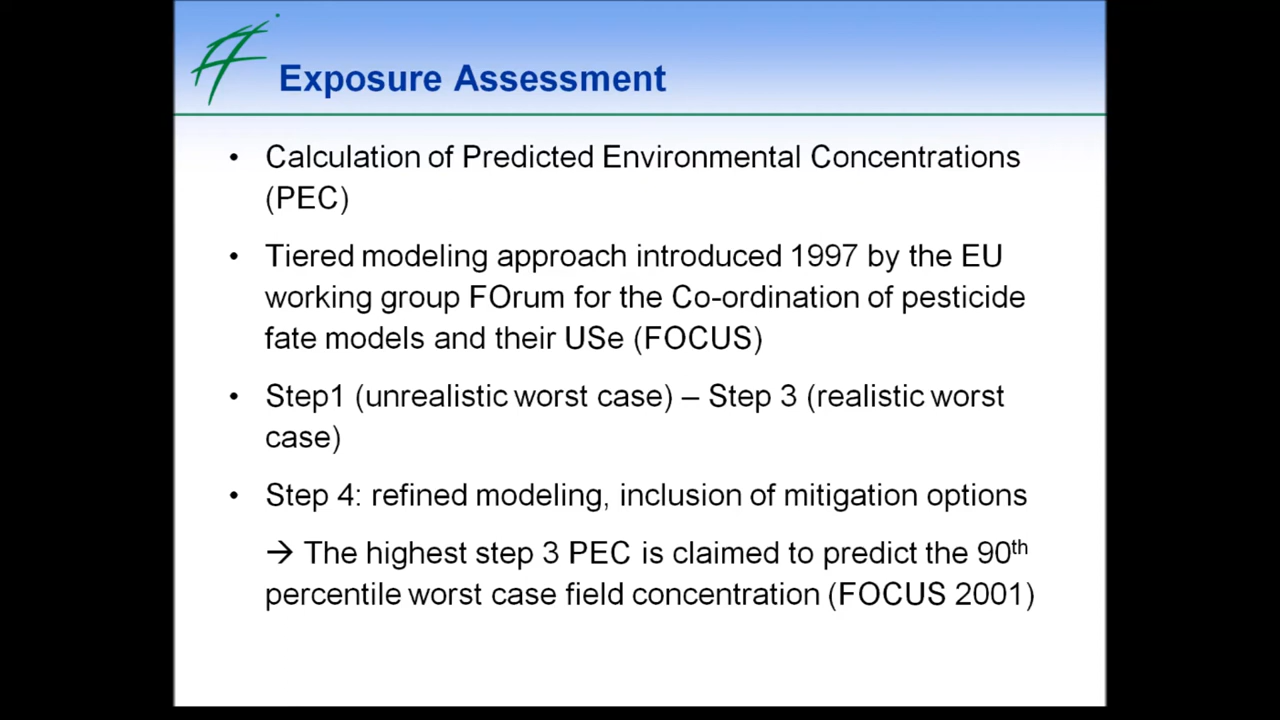 Exposure Assessment
• Calculation of Predicted Environmental Concentrations
(PEC)
• Tiered modeling approach introduced 1997 by the EU
working group FOrum for the Co-ordination of pesticide
fate models and their USe (FOCUS)
• Step1 (unrealistic worst case) – Step 3 (realistic worst
case)
• Step 4: refined modeling, inclusion of mitigation options
→ The highest step 3 PEC is claimed to predict the 90th
percentile worst case field concentration (FOCUS 2001)